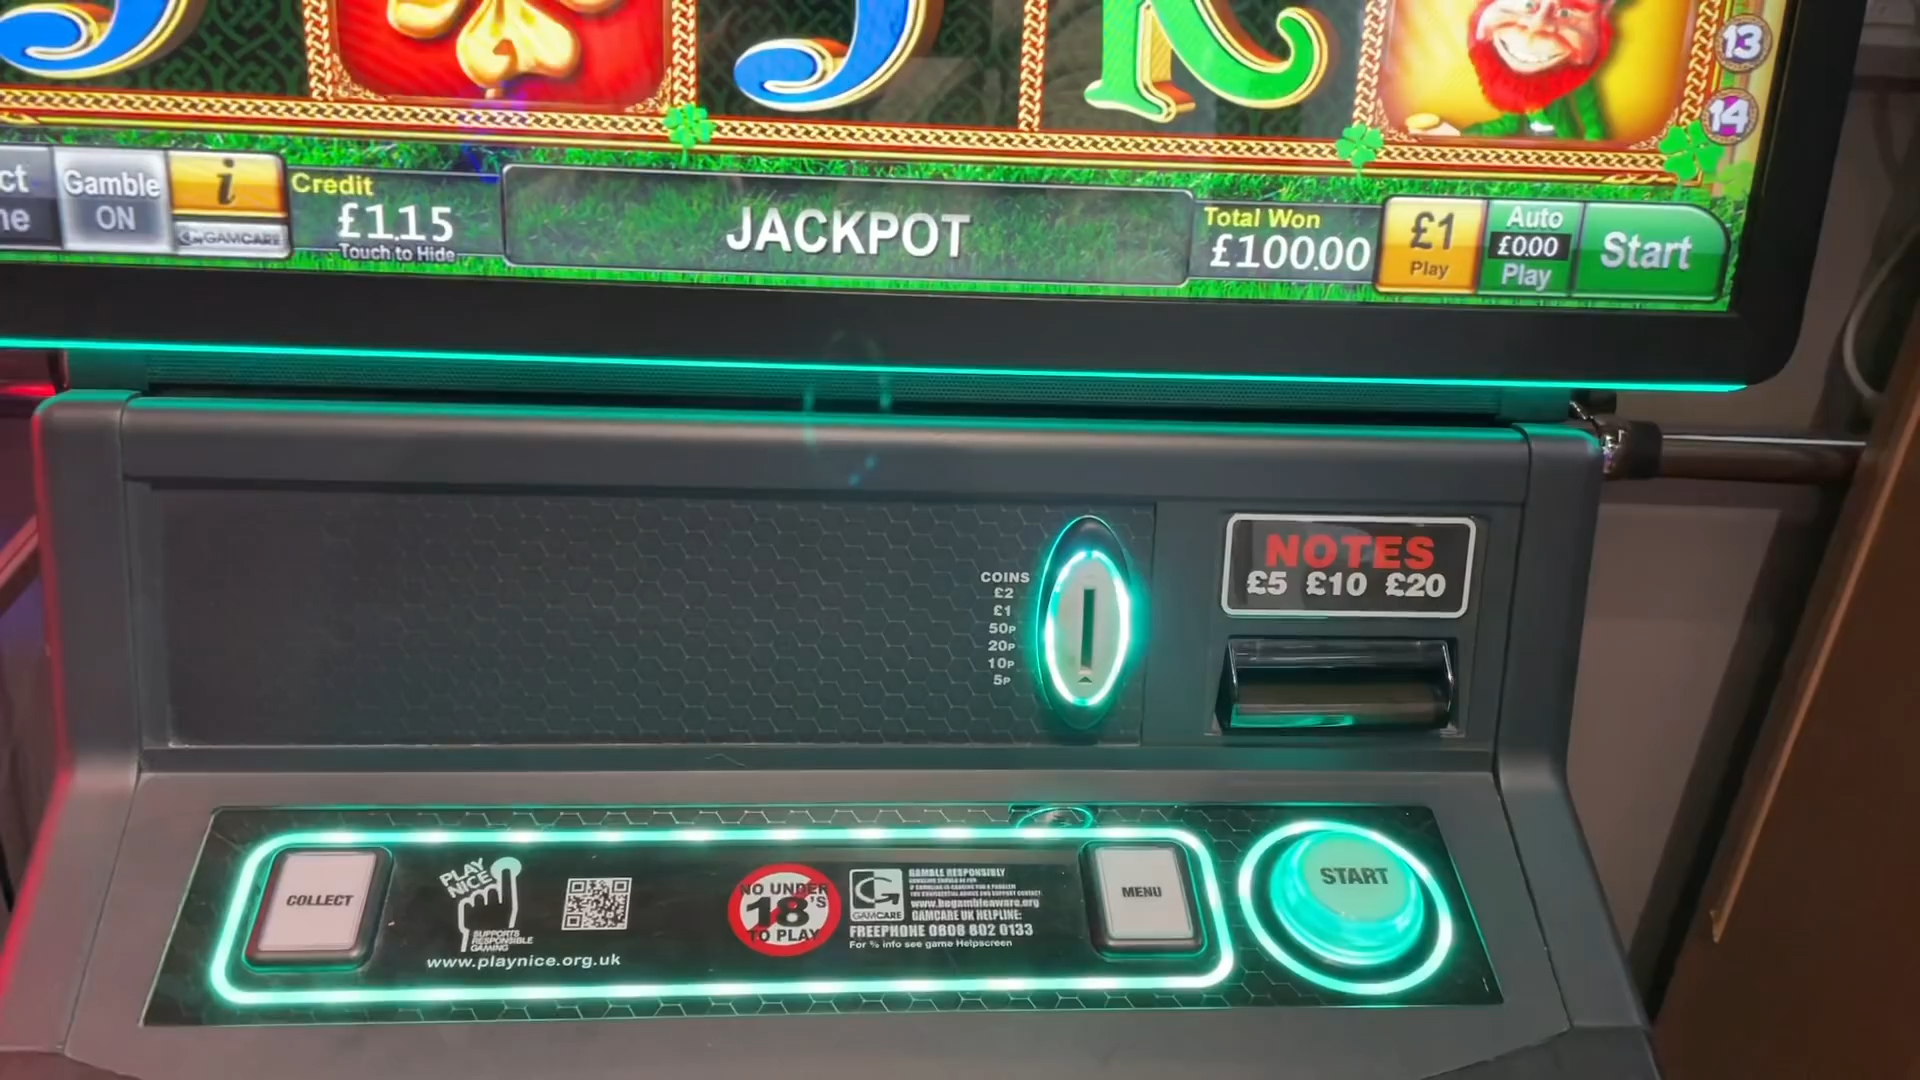 J
J
K
13
14
Gamble
ON
i
GAMCARE
Credit
£1.15
Touch to Hide
JACKPOT
Total Won
£100.00
£1
Play
Auto
£0.00
Play
Start
COINS
£2
£1
50P
20P
10P
5P
NOTES
£5 £10 £20
COLLECT
PLAY
NICE
SUPPORTS
RESPONSIBLE
GAMING
www.playnice.org.uk
NO UNDER
18'S
TO PLAY
GAMCARE
GAMBLE RESPONSIBLY
www.begambleaware.org
GAMCARE UK HELPLINE:
FREEPHONE 0808 802 0133
For % info see game Helpscreen
MENU
START